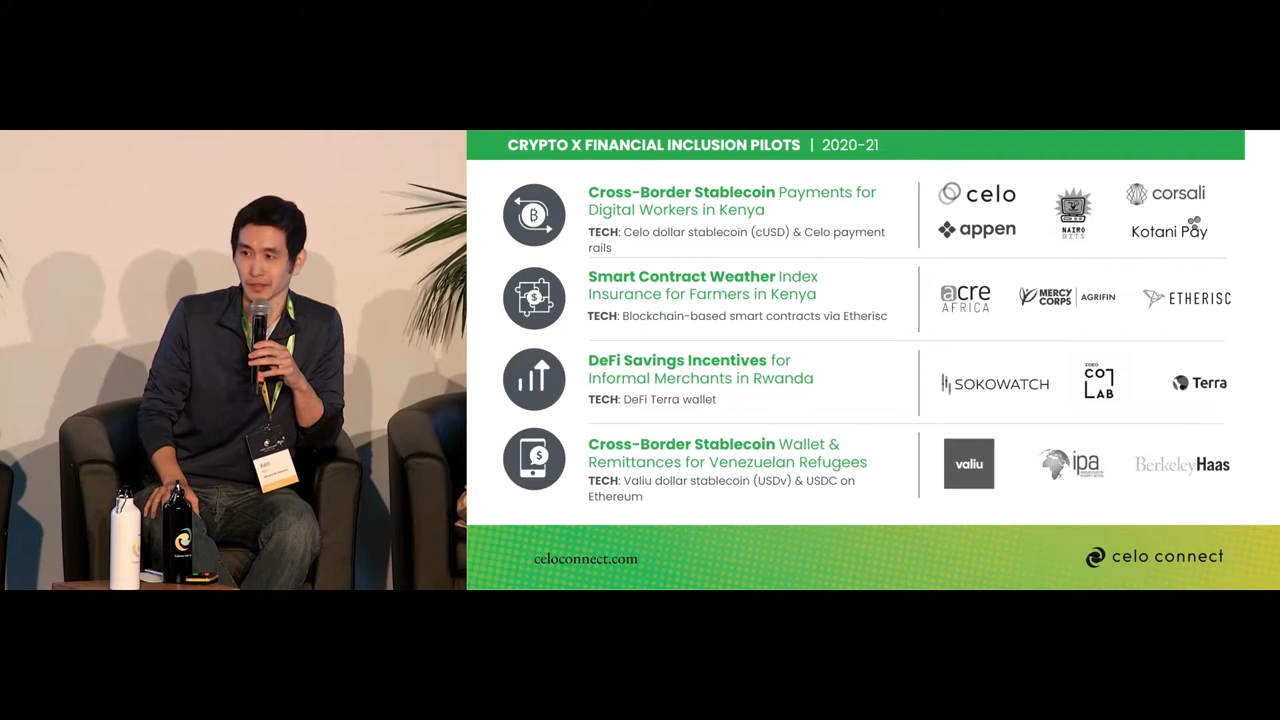 CRYPTO X FINANCIAL INCLUSION PILOTS | 2020-21
Cross-Border Stablecoin Payments for
Digital Workers in Kenya
TECH: Celo dollar stablecoin (cUSD) & Celo payment
rails
celo
appen
NAIRO
BITS
corsali
Kotani Pay
Smart Contract Weather Index
Insurance for Farmers in Kenya
TECH: Blockchain-based smart contracts via Etherisc
acre
AFRICA
MERCY
CORPS | AGRIFIN
ETHERISC
DeFi Savings Incentives for
Informal Merchants in Rwanda
TECH: DeFi Terra wallet
SOKOWATCH
IDEO
CO
LAB
Terra
Cross-Border Stablecoin Wallet &
Remittances for Venezuelan Refugees
TECH: Valiu dollar stablecoin (USDv) & USDC on
Ethereum
valiu
ipa
BerkeleyHaas
celoconnect.com
celo connect